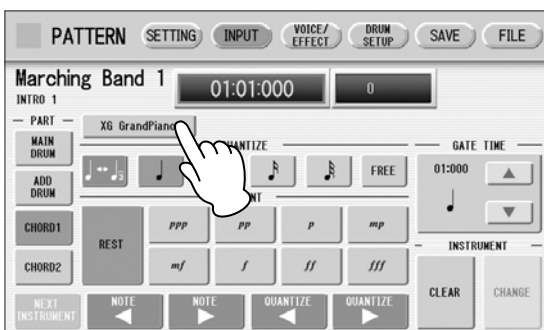 PATTERN SETTING INPUT VOICE/EFFECT DRUM SETUP SAVE FILE
Marching Band 1 01:01:000 0
INTRO 1
PART
XG GrandPiano
MAIN DRUM
ADD DRUM
CHORD1
CHORD2
NEXT INSTRUMENT
FREE
REST
ppp pp p mp
mf f ff fff
NOTE NOTE QUANTIZE QUANTIZE
GATE TIME
01:000
INSTRUMENT
CLEAR CHANGE